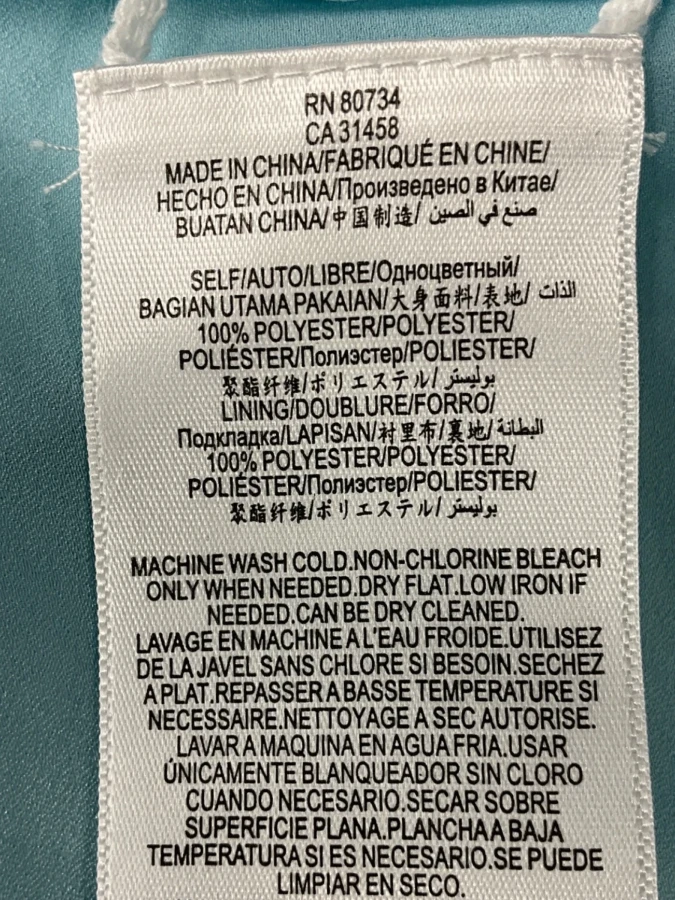 RN 80734
CA 31458
MADE IN CHINA/FABRIQUÉ EN CHINE/
HECHO EN CHINA/Произведено в Китае/
BUATAN CHINA/中国制造/ صنع في الصين
SELF/AUTO/LIBRE/Одноцветный/
BAGIAN UTAMA PAKAIAN/大身面料/表地/ الذات
100% POLYESTER/POLYESTER/
POLIÉSTER/Полиэстер/POLIESTER/
聚酯纤维/ポリエステル/ بوليستر
LINING/DOUBLURE/FORRO/
Подкладка/LAPISAN/衬里布/裏地/ البطانة
100% POLYESTER/POLYESTER/
POLIÉSTER/Полиэстер/POLIESTER/
聚酯纤维/ポリエステル/ بوليستر
MACHINE WASH COLD.NON-CHLORINE BLEACH
ONLY WHEN NEEDED.DRY FLAT.LOW IRON IF
NEEDED.CAN BE DRY CLEANED.
LAVAGE EN MACHINE A L'EAU FROIDE.UTILISEZ
DE LA JAVEL SANS CHLORE SI BESOIN.SECHEZ
A PLAT.REPASSER A BASSE TEMPERATURE SI
NECESSAIRE.NETTOYAGE A SEC AUTORISE.
LAVAR A MAQUINA EN AGUA FRIA.USAR
ÚNICAMENTE BLANQUEADOR SIN CLORO
CUANDO NECESARIO.SECAR SOBRE
SUPERFICIE PLANA.PLANCHA A BAJA
TEMPERATURA SI ES NECESARIO.SE PUEDE
LIMPIAR EN SECO.